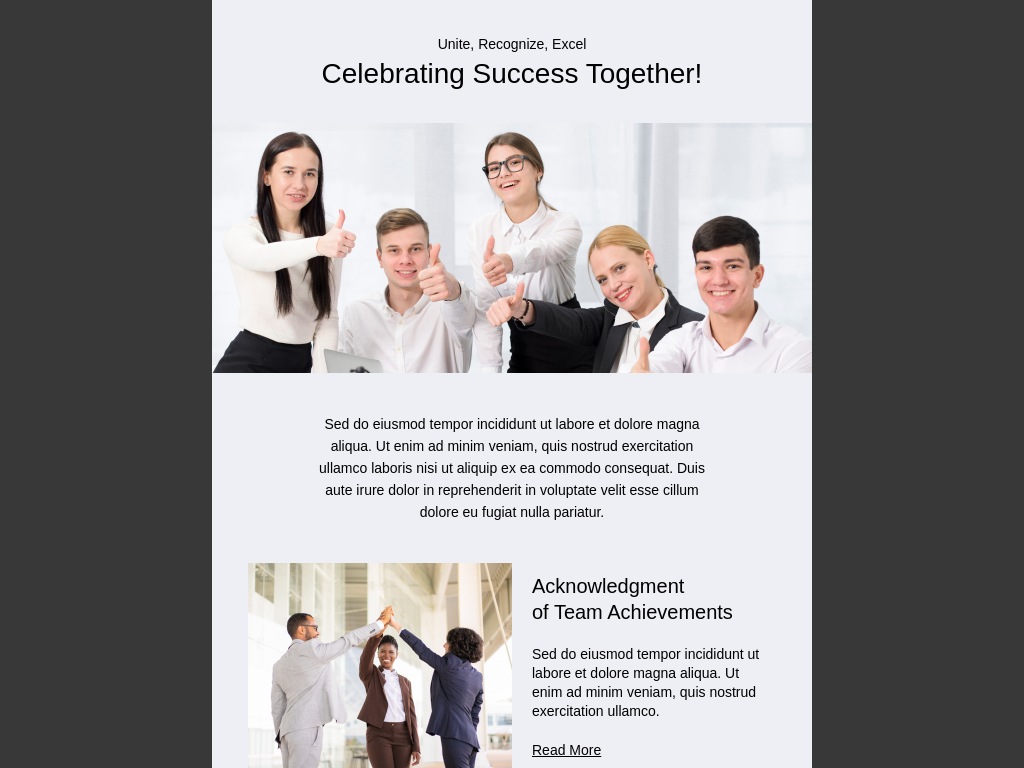 Unite, Recognize, Excel
Celebrating Success Together!
Sed do eiusmod tempor incididunt ut labore et dolore magna
aliqua. Ut enim ad minim veniam, quis nostrud exercitation
ullamco laboris nisi ut aliquip ex ea commodo consequat. Duis
aute irure dolor in reprehenderit in voluptate velit esse cillum
dolore eu fugiat nulla pariatur.
Acknowledgment
of Team Achievements
Sed do eiusmod tempor incididunt ut
labore et dolore magna aliqua. Ut
enim ad minim veniam, quis nostrud
exercitation ullamco.
Read More